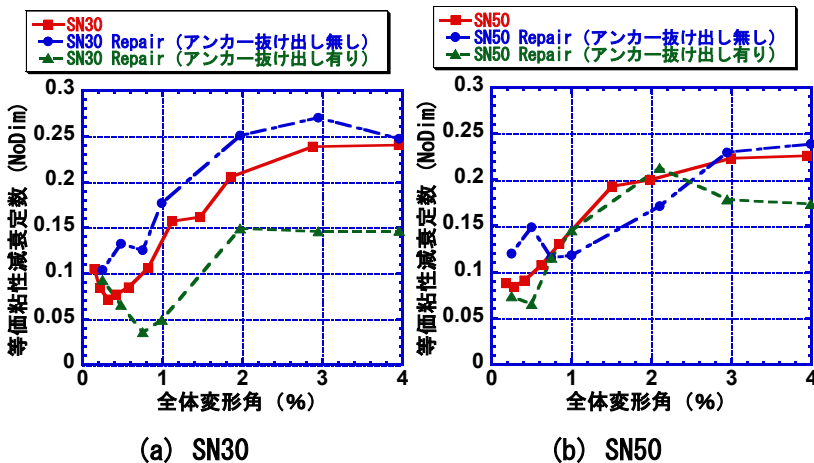 SN30
SN30 Repair (アンカー抜け出し無し)
SN30 Repair (アンカー抜け出し有り)
0.3
0.25
0.2
0.15
0.1
0.05
0
等価粘性減衰定数 (NoDim)
0 1 2 3 4
全体変形角 (%)
(a) SN30
SN50
SN50 Repair (アンカー抜け出し無し)
SN50 Repair (アンカー抜け出し有り)
0.3
0.25
0.2
0.15
0.1
0.05
0
等価粘性減衰定数 (NoDim)
0 1 2 3 4
全体変形角 (%)
(b) SN50